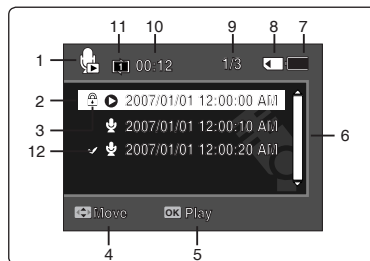 11 10 9 8 7
1 00:12 1/3
2 2007/01/01 12:00:00 AM
3 2007/01/01 12:00:10 AM
12 2007/01/01 12:00:20 AM
6
Move OK Play
4 5